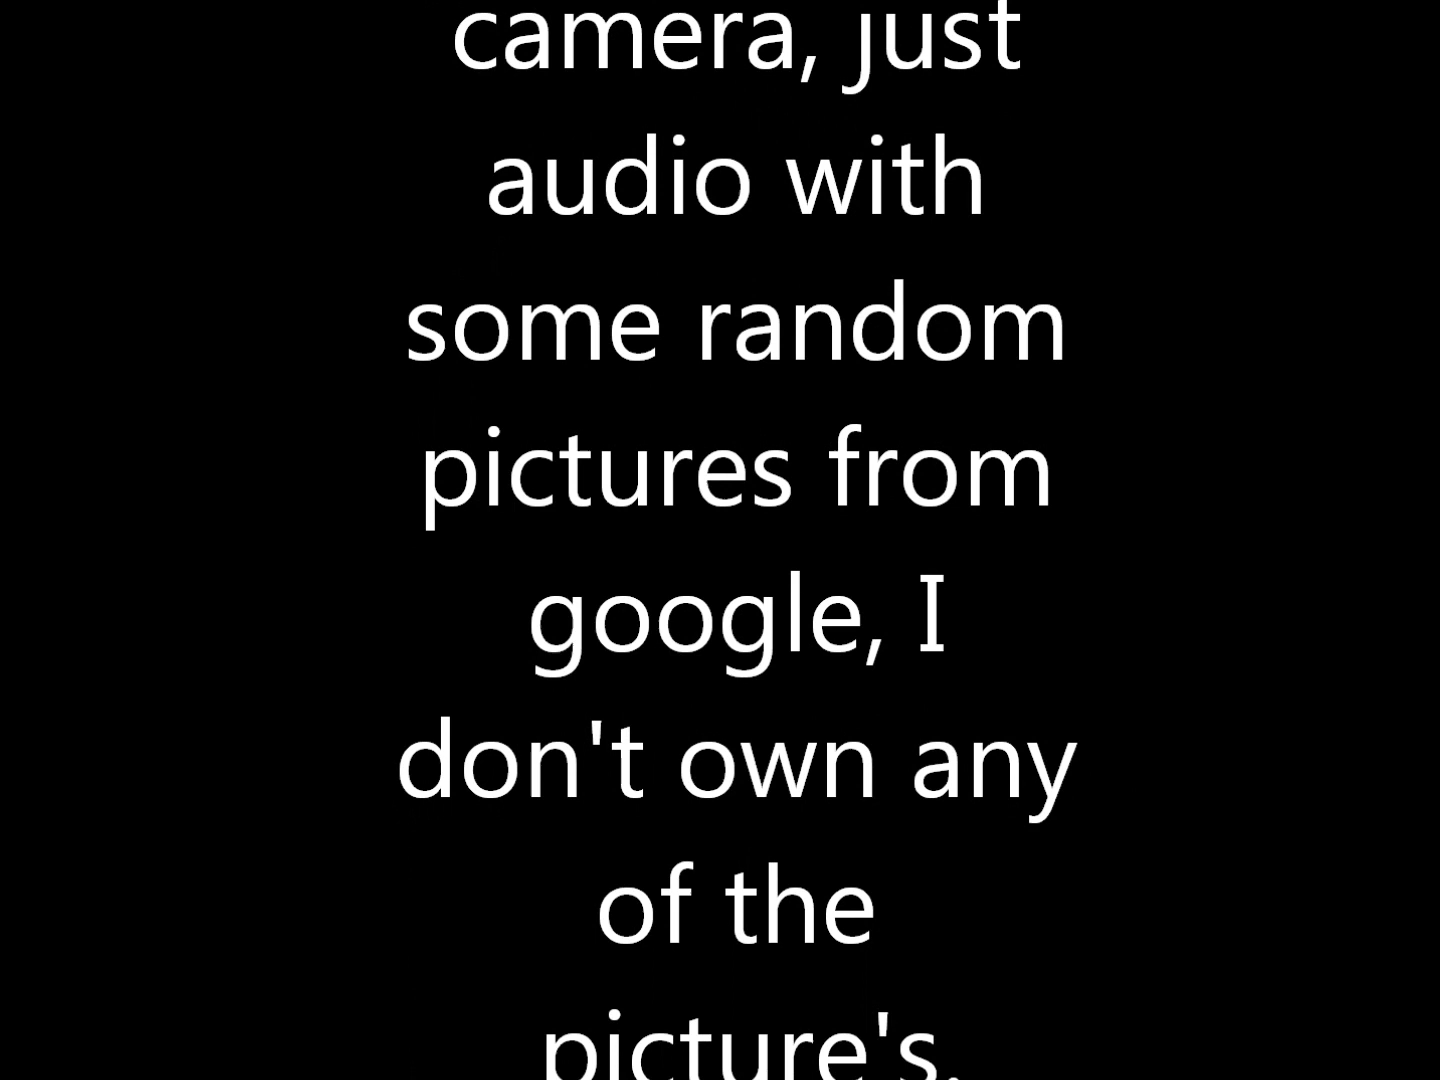 camera, just
audio with
some random
pictures from
google, I
don't own any
of the
picture's.